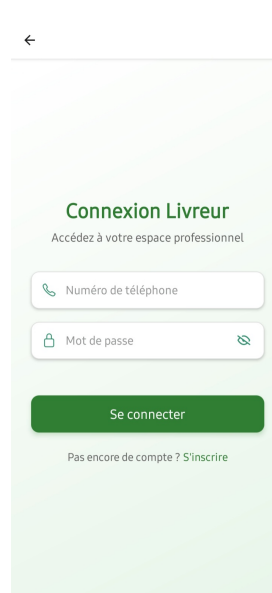 Connexion Livreur
Accédez à votre espace professionnel
Numéro de téléphone
Mot de passe
Se connecter
Pas encore de compte ? S'inscrire